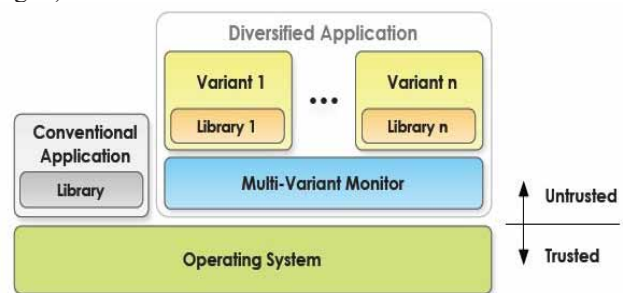 Diversified Application
Variant 1
Library 1
...
Variant n
Library n
Multi-Variant Monitor
Conventional
Application
Library
Operating System
Untrusted
Trusted